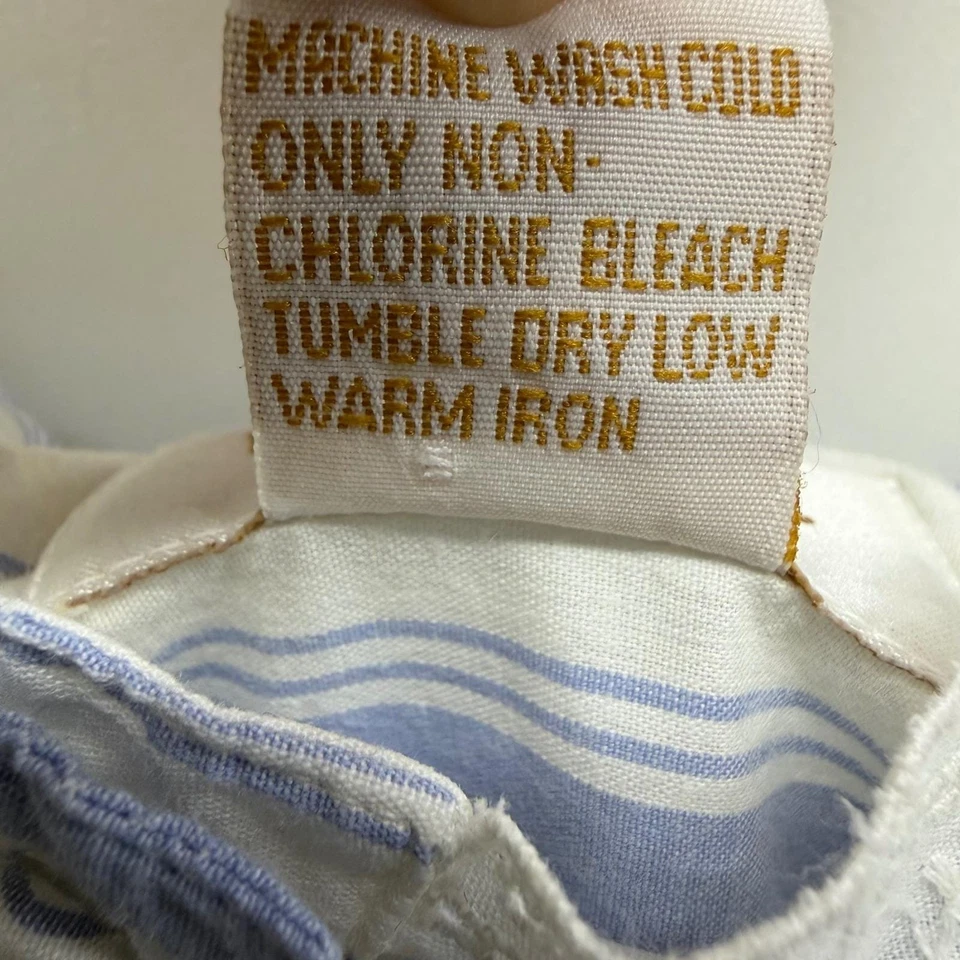 MACHINE WASH COLD
ONLY NON-
CHLORINE BLEACH
TUMBLE DRY LOW
WARM IRON